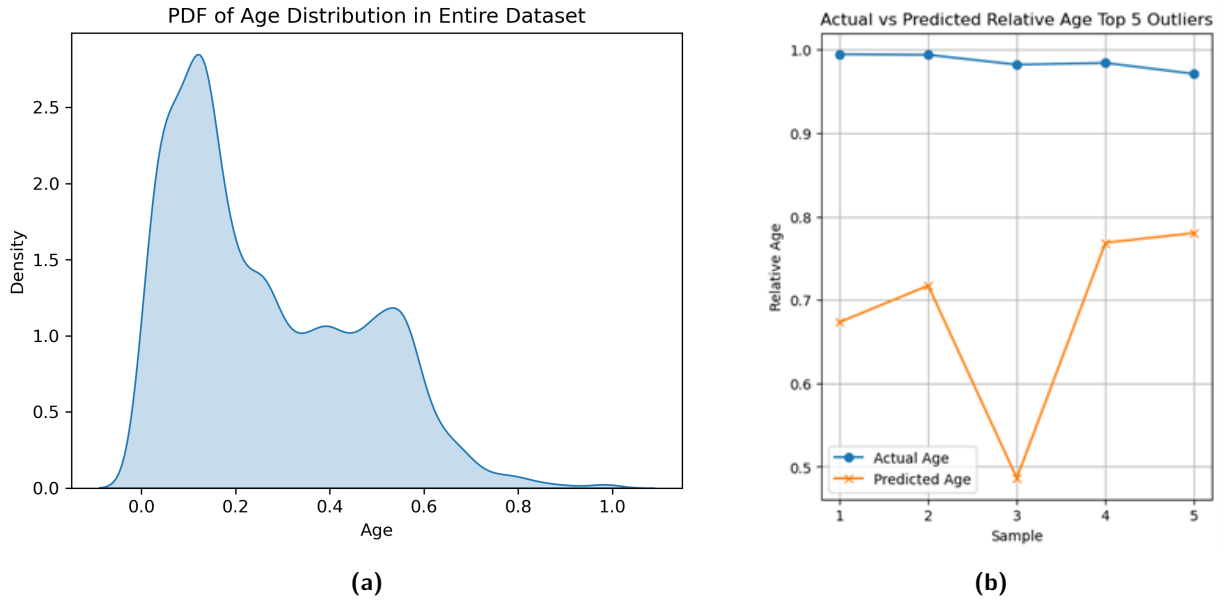 PDF of Age Distribution in Entire Dataset
Density
2.5
2.0
1.5
1.0
0.5
0.0
0.0 0.2 0.4 0.6 0.8 1.0
Age
(a)
Actual vs Predicted Relative Age Top 5 Outliers
Relative Age
1.0
0.9
0.8
0.7
0.6
0.5
Actual Age
Predicted Age
1 2 3 4 5
Sample
(b)